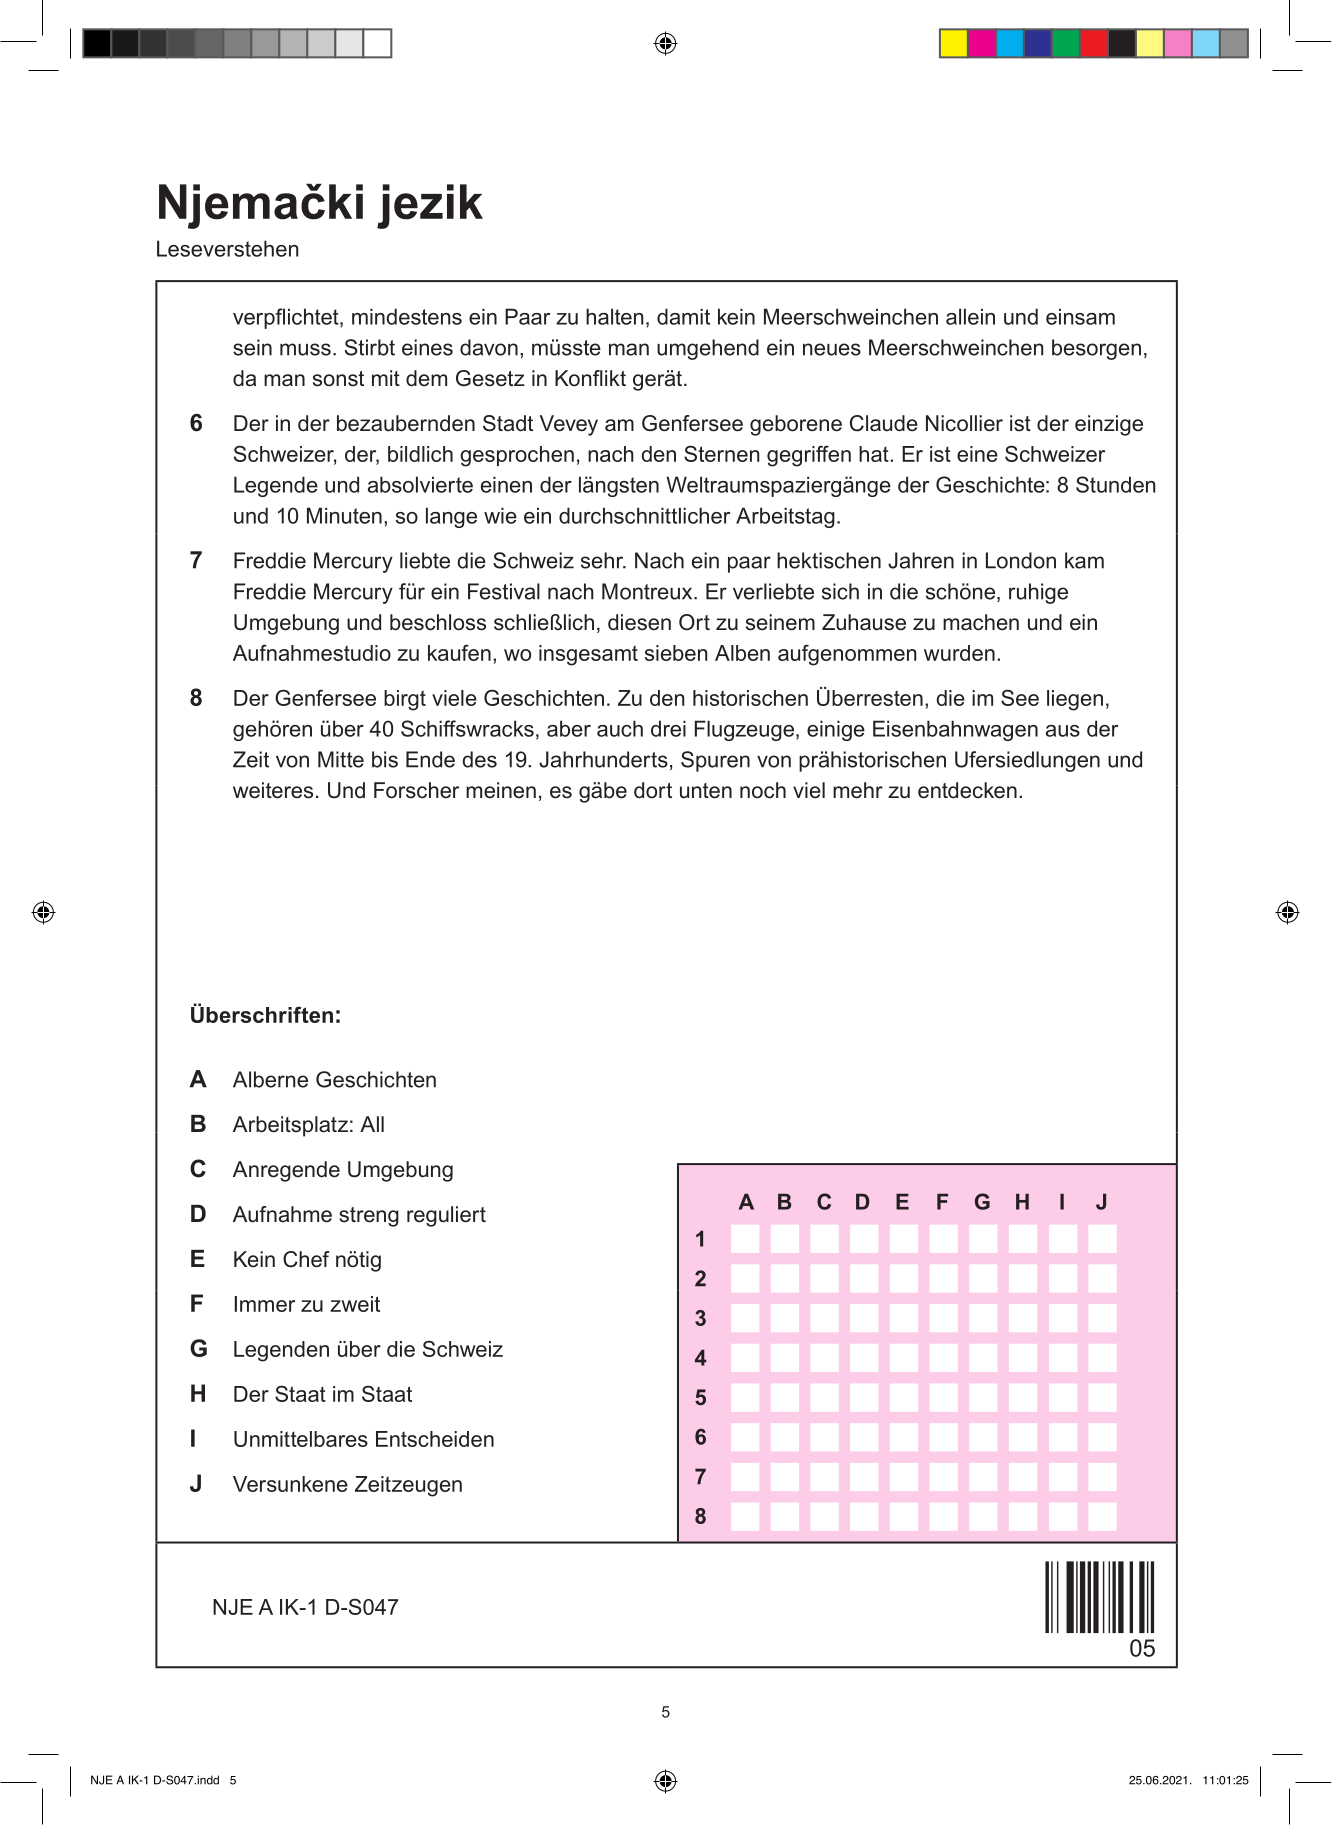 Njemački jezik
Leseverstehen
verpflichtet, mindestens ein Paar zu halten, damit kein Meerschweinchen allein und einsam
sein muss. Stirbt eines davon, müsste man umgehend ein neues Meerschweinchen besorgen,
da man sonst mit dem Gesetz in Konflikt gerät.
6 Der in der bezaubernden Stadt Vevey am Genfersee geborene Claude Nicollier ist der einzige
Schweizer, der, bildlich gesprochen, nach den Sternen gegriffen hat. Er ist eine Schweizer
Legende und absolvierte einen der längsten Weltraumspaziergänge der Geschichte: 8 Stunden
und 10 Minuten, so lange wie ein durchschnittlicher Arbeitstag.
7 Freddie Mercury liebte die Schweiz sehr. Nach ein paar hektischen Jahren in London kam
Freddie Mercury für ein Festival nach Montreux. Er verliebte sich in die schöne, ruhige
Umgebung und beschloss schließlich, diesen Ort zu seinem Zuhause zu machen und ein
Aufnahmestudio zu kaufen, wo insgesamt sieben Alben aufgenommen wurden.
8 Der Genfersee birgt viele Geschichten. Zu den historischen Überresten, die im See liegen,
gehören über 40 Schiffswracks, aber auch drei Flugzeuge, einige Eisenbahnwagen aus der
Zeit von Mitte bis Ende des 19. Jahrhunderts, Spuren von prähistorischen Ufersiedlungen und
weiteres. Und Forscher meinen, es gäbe dort unten noch viel mehr zu entdecken.
Überschriften:
A Alberne Geschichten
B Arbeitsplatz: All
C Anregende Umgebung
D Aufnahme streng reguliert
E Kein Chef nötig
F Immer zu zweit
G Legenden über die Schweiz
H Der Staat im Staat
I Unmittelbares Entscheiden
J Versunkene Zeitzeugen
A B C D E F G H I J
1
2
3
4
5
6
7
8
NJE A IK-1 D-S047
05
5
NJE A IK-1 D-S047.indd 5
25.06.2021. 11:01:25